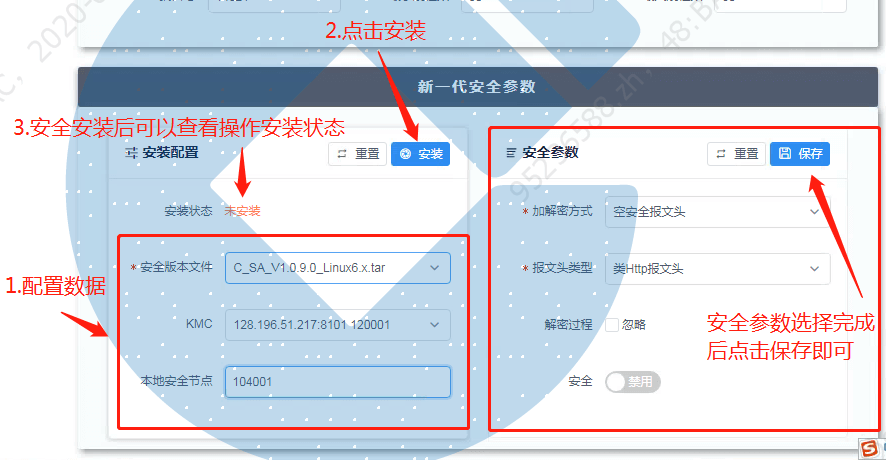 2.点击安装
新一代安全参数
3.安全安装后可以查看操作安装状态
安装配置
重置
安装
安装状态
未安装
1.配置数据
* 安全版本文件
C_SA_V1.0.9.0_Linux6.x.tar
KMC
128.196.51.217:8101 120001
本地安全节点
104001
安全参数
重置
保存
* 加解密方式
空安全报文头
* 报文头类型
类Http报文头
解密过程
忽略
安全参数选择完成
后点击保存即可
安全
禁用